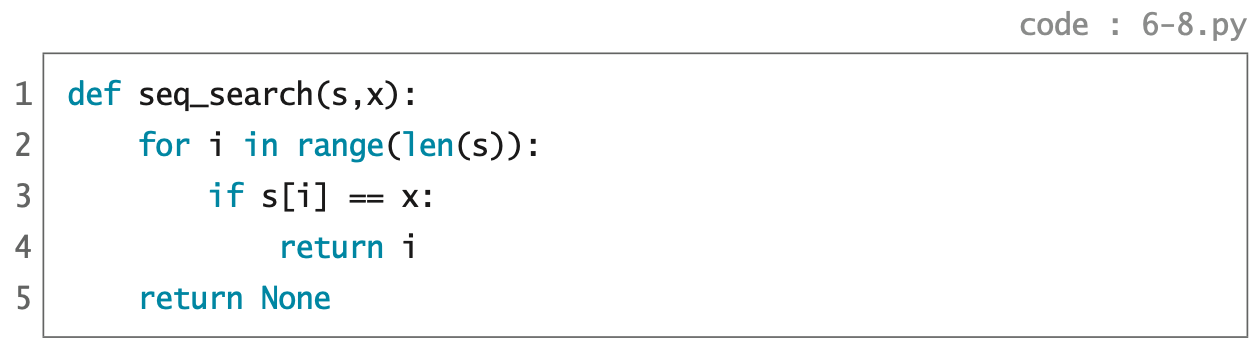 code : 6-8.py
1 def seq_search(s,x):
2     for i in range(len(s)):
3         if s[i] == x:
4             return i
5     return None